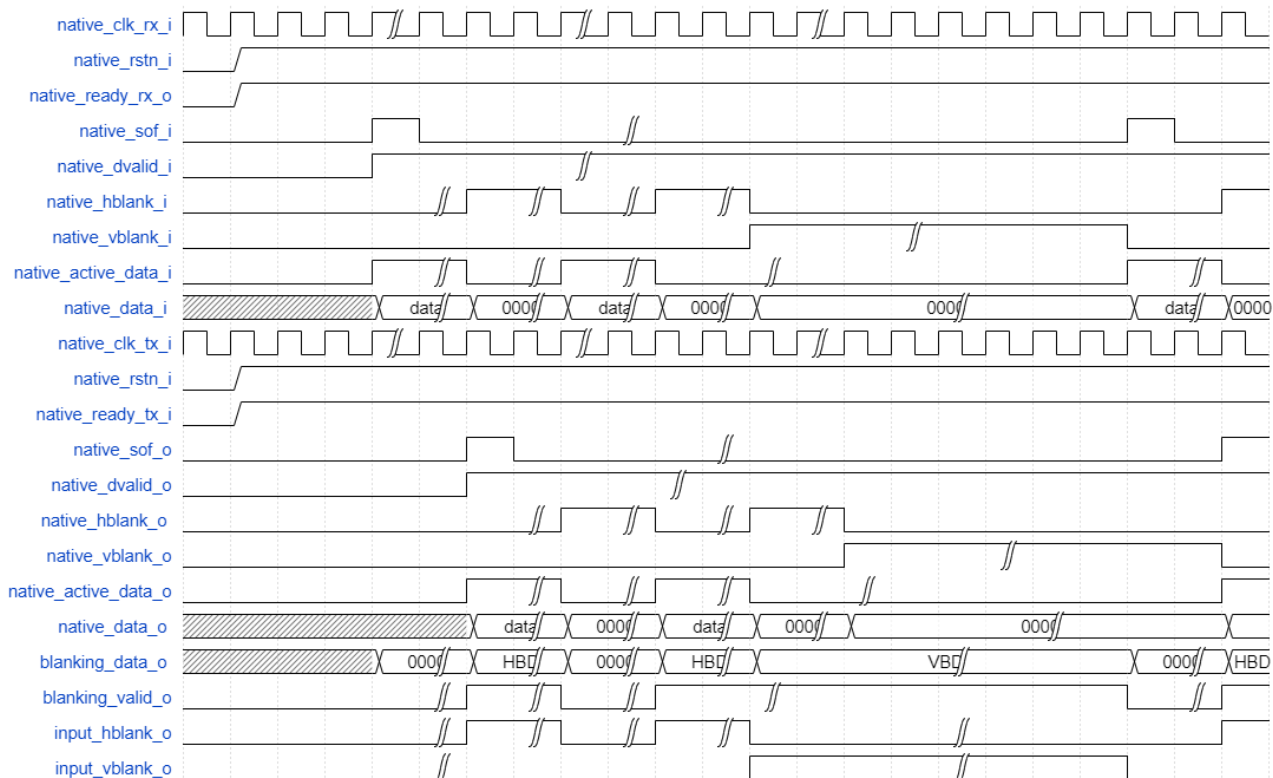 native_clk_rx_i
native_rstn_i
native_ready_rx_o
native_sof_i
native_dvalid_i
native_hblank_i
native_vblank_i
native_active_data_i
native_data_i data 0000 data 0000 0000 data 0000
native_clk_tx_i
native_rstn_i
native_ready_tx_i
native_sof_o
native_dvalid_o
native_hblank_o
native_vblank_o
native_active_data_o
native_data_o data 0000 data 0000 0000
blanking_data_o 0000 HBD 0000 HBD VBD 0000 HBD
blanking_valid_o
input_hblank_o
input_vblank_o